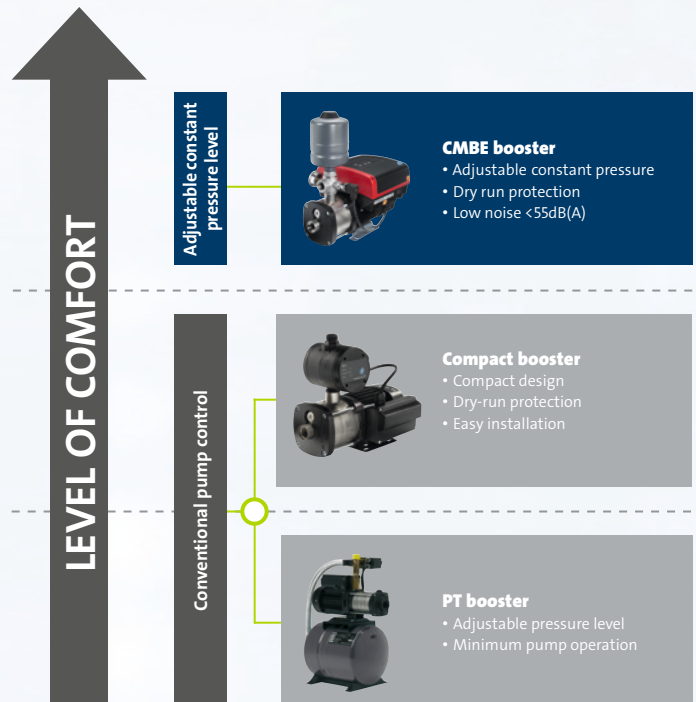 LEVEL OF COMFORT
Adjustable constant
pressure level
CMBE booster
• Adjustable constant pressure
• Dry run protection
• Low noise <55dB(A)
Conventional pump control
Compact booster
• Compact design
• Dry-run protection
• Easy installation
PT booster
• Adjustable pressure level
• Minimum pump operation